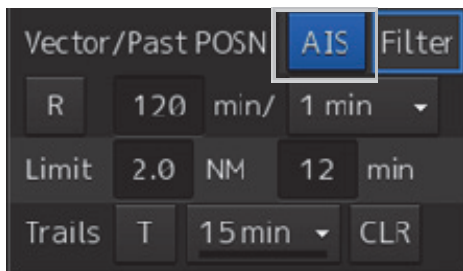 Vector/Past POSN AIS Filter
R 120 min/ 1 min
Limit 2.0 NM 12 min
Trails T 15min CLR